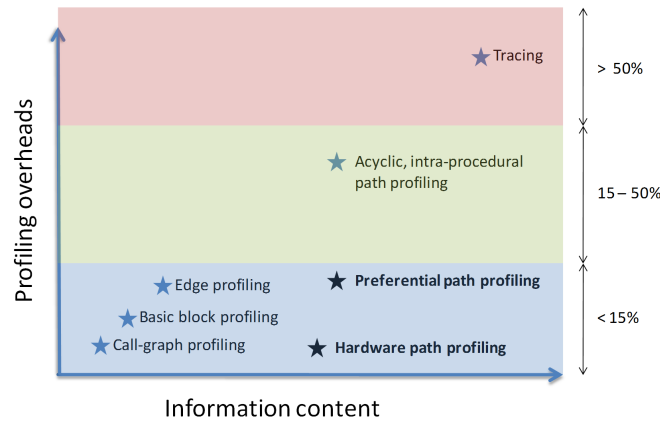 Tracing
> 50%
Acyclic, intra-procedural
path profiling
15 – 50%
Profiling overheads
Edge profiling
Preferential path profiling
Basic block profiling
< 15%
Call-graph profiling
Hardware path profiling
Information content